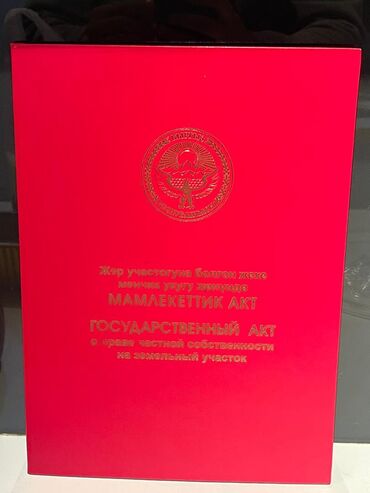 Жер участогуна болгон жеке
менчик укугу жөнүндө
МАМЛЕКЕТТИК АКТ
ГОСУДАРСТВЕННЫЙ АКТ
о праве частной собственности
на земельный участок